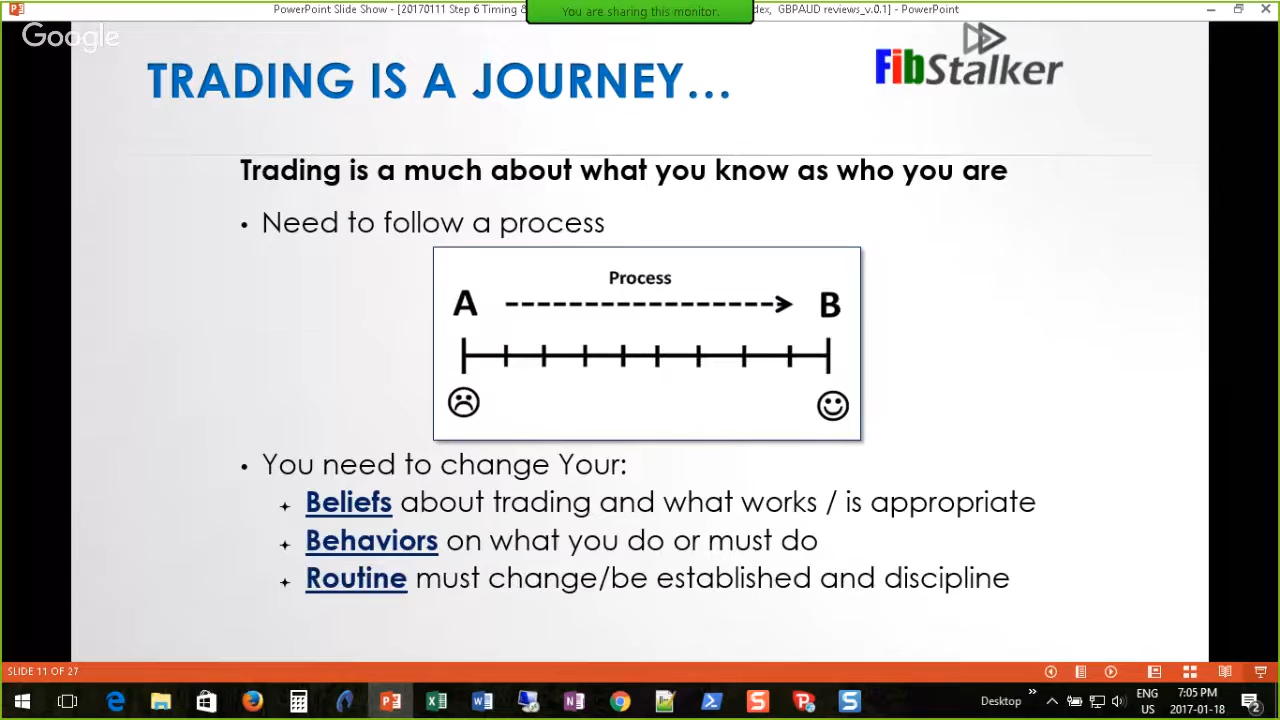 PowerPoint Slide Show - [20170111 Step 6 Timing &
You are sharing this monitor.
dex, GBPAUD reviews_v.0.1] - PowerPoint
Google
FibStalker
TRADING IS A JOURNEY...
Trading is a much about what you know as who you are
• Need to follow a process
Process
A
B
• You need to change Your:
Beliefs about trading and what works / is appropriate
Behaviors on what you do or must do
Routine must change/be established and discipline
SLIDE 11 OF 27
Desktop
ENG
US
7:05 PM
2017-01-18
2